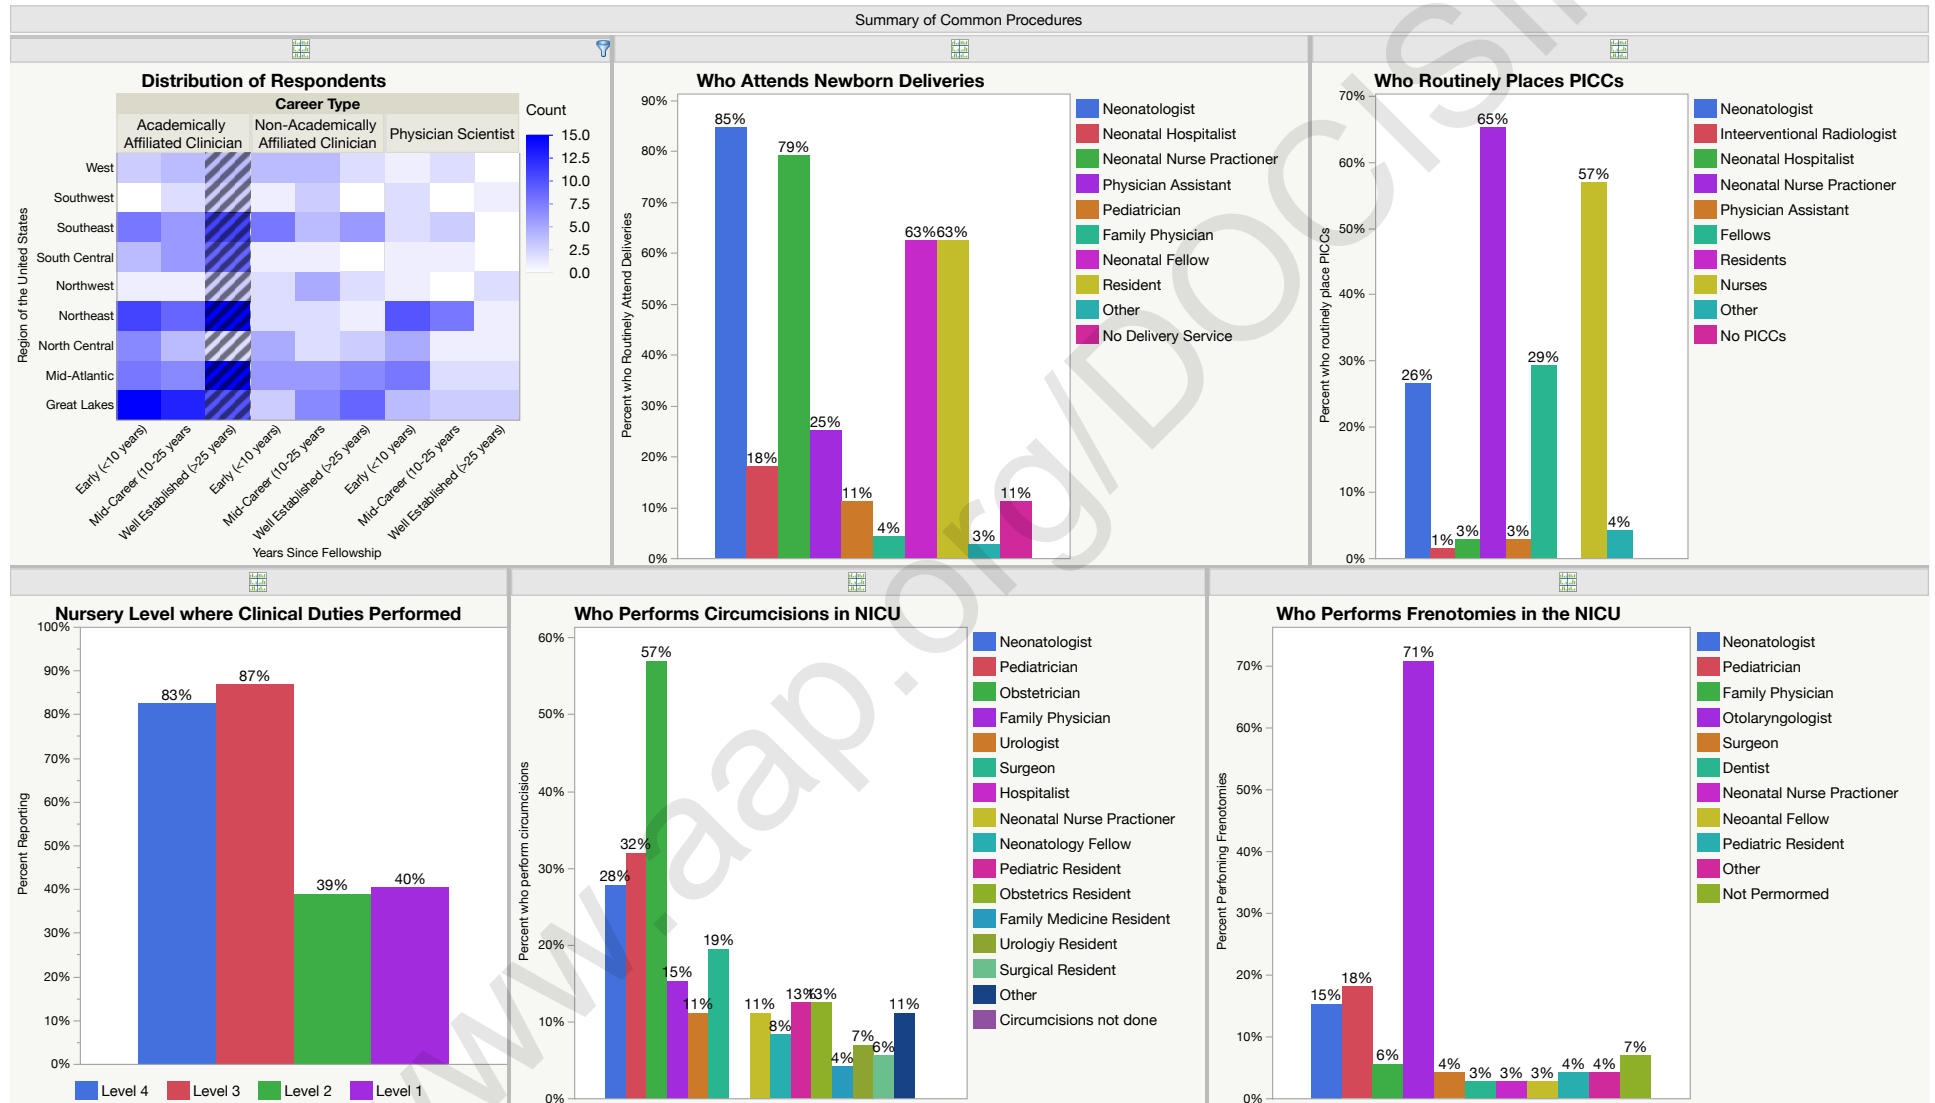 Summary of Common Procedures
Distribution of Respondents
Career Type
Academically
Affiliated Clinician
Non-Academically
Affiliated Clinician
Physician Scientist
Count
15.0
12.5
10.0
7.5
5.0
2.5
0.0
Region of the United States
West
Southwest
Southeast
South Central
Northwest
Northeast
North Central
Mid-Atlantic
Great Lakes
Early (<10 years)
Mid-Career (10-25 years
Well Established (>25 years)
Early (<10 years)
Mid-Career (10-25 years
Well Established (>25 years)
Early (<10 years)
Mid-Career (10-25 years
Well Established (>25 years)
Years Since Fellowship
Who Attends Newborn Deliveries
Percent who Routinely Attend Deliveries
90%
80%
70%
60%
50%
40%
30%
20%
10%
0%
85%
18%
79%
25%
11%
4%
63%
63%
3%
11%
Neonatologist
Neonatal Hospitalist
Neonatal Nurse Practioner
Physician Assistant
Pediatrician
Family Physician
Neonatal Fellow
Resident
Other
No Delivery Service
Who Routinely Places PICCs
Percent who routinely place PICCs
70%
60%
50%
40%
30%
20%
10%
0%
26%
1%
3%
65%
3%
29%
57%
4%
Neonatologist
Inteerventional Radiologist
Neonatal Hospitalist
Neonatal Nurse Practioner
Physician Assistant
Fellows
Residents
Nurses
Other
No PICCs
Nursery Level where Clinical Duties Performed
Percent Reporting
100%
90%
80%
70%
60%
50%
40%
30%
20%
10%
0%
83%
87%
39%
40%
Level 4
Level 3
Level 2
Level 1
Who Performs Circumcisions in NICU
Percent who perform circumcisions
60%
50%
40%
30%
20%
10%
0%
28%
32%
57%
15%
11%
19%
11%
8%
13%
13%
4%
7%
6%
11%
Neonatologist
Pediatrician
Obstetrician
Family Physician
Urologist
Surgeon
Hospitalist
Neonatal Nurse Practioner
Neonatology Fellow
Pediatric Resident
Obstetrics Resident
Family Medicine Resident
Urologiy Resident
Surgical Resident
Other
Circumcisions not done
Who Performs Frenotomies in the NICU
Percent Performing Frenotomies
70%
60%
50%
40%
30%
20%
10%
0%
15%
18%
6%
71%
4%
3%
3%
3%
4%
4%
7%
Neonatologist
Pediatrician
Family Physician
Otolaryngologist
Surgeon
Dentist
Neonatal Nurse Practioner
Neoantal Fellow
Pediatric Resident
Other
Not Permormed
www.aap.org/DOCISin